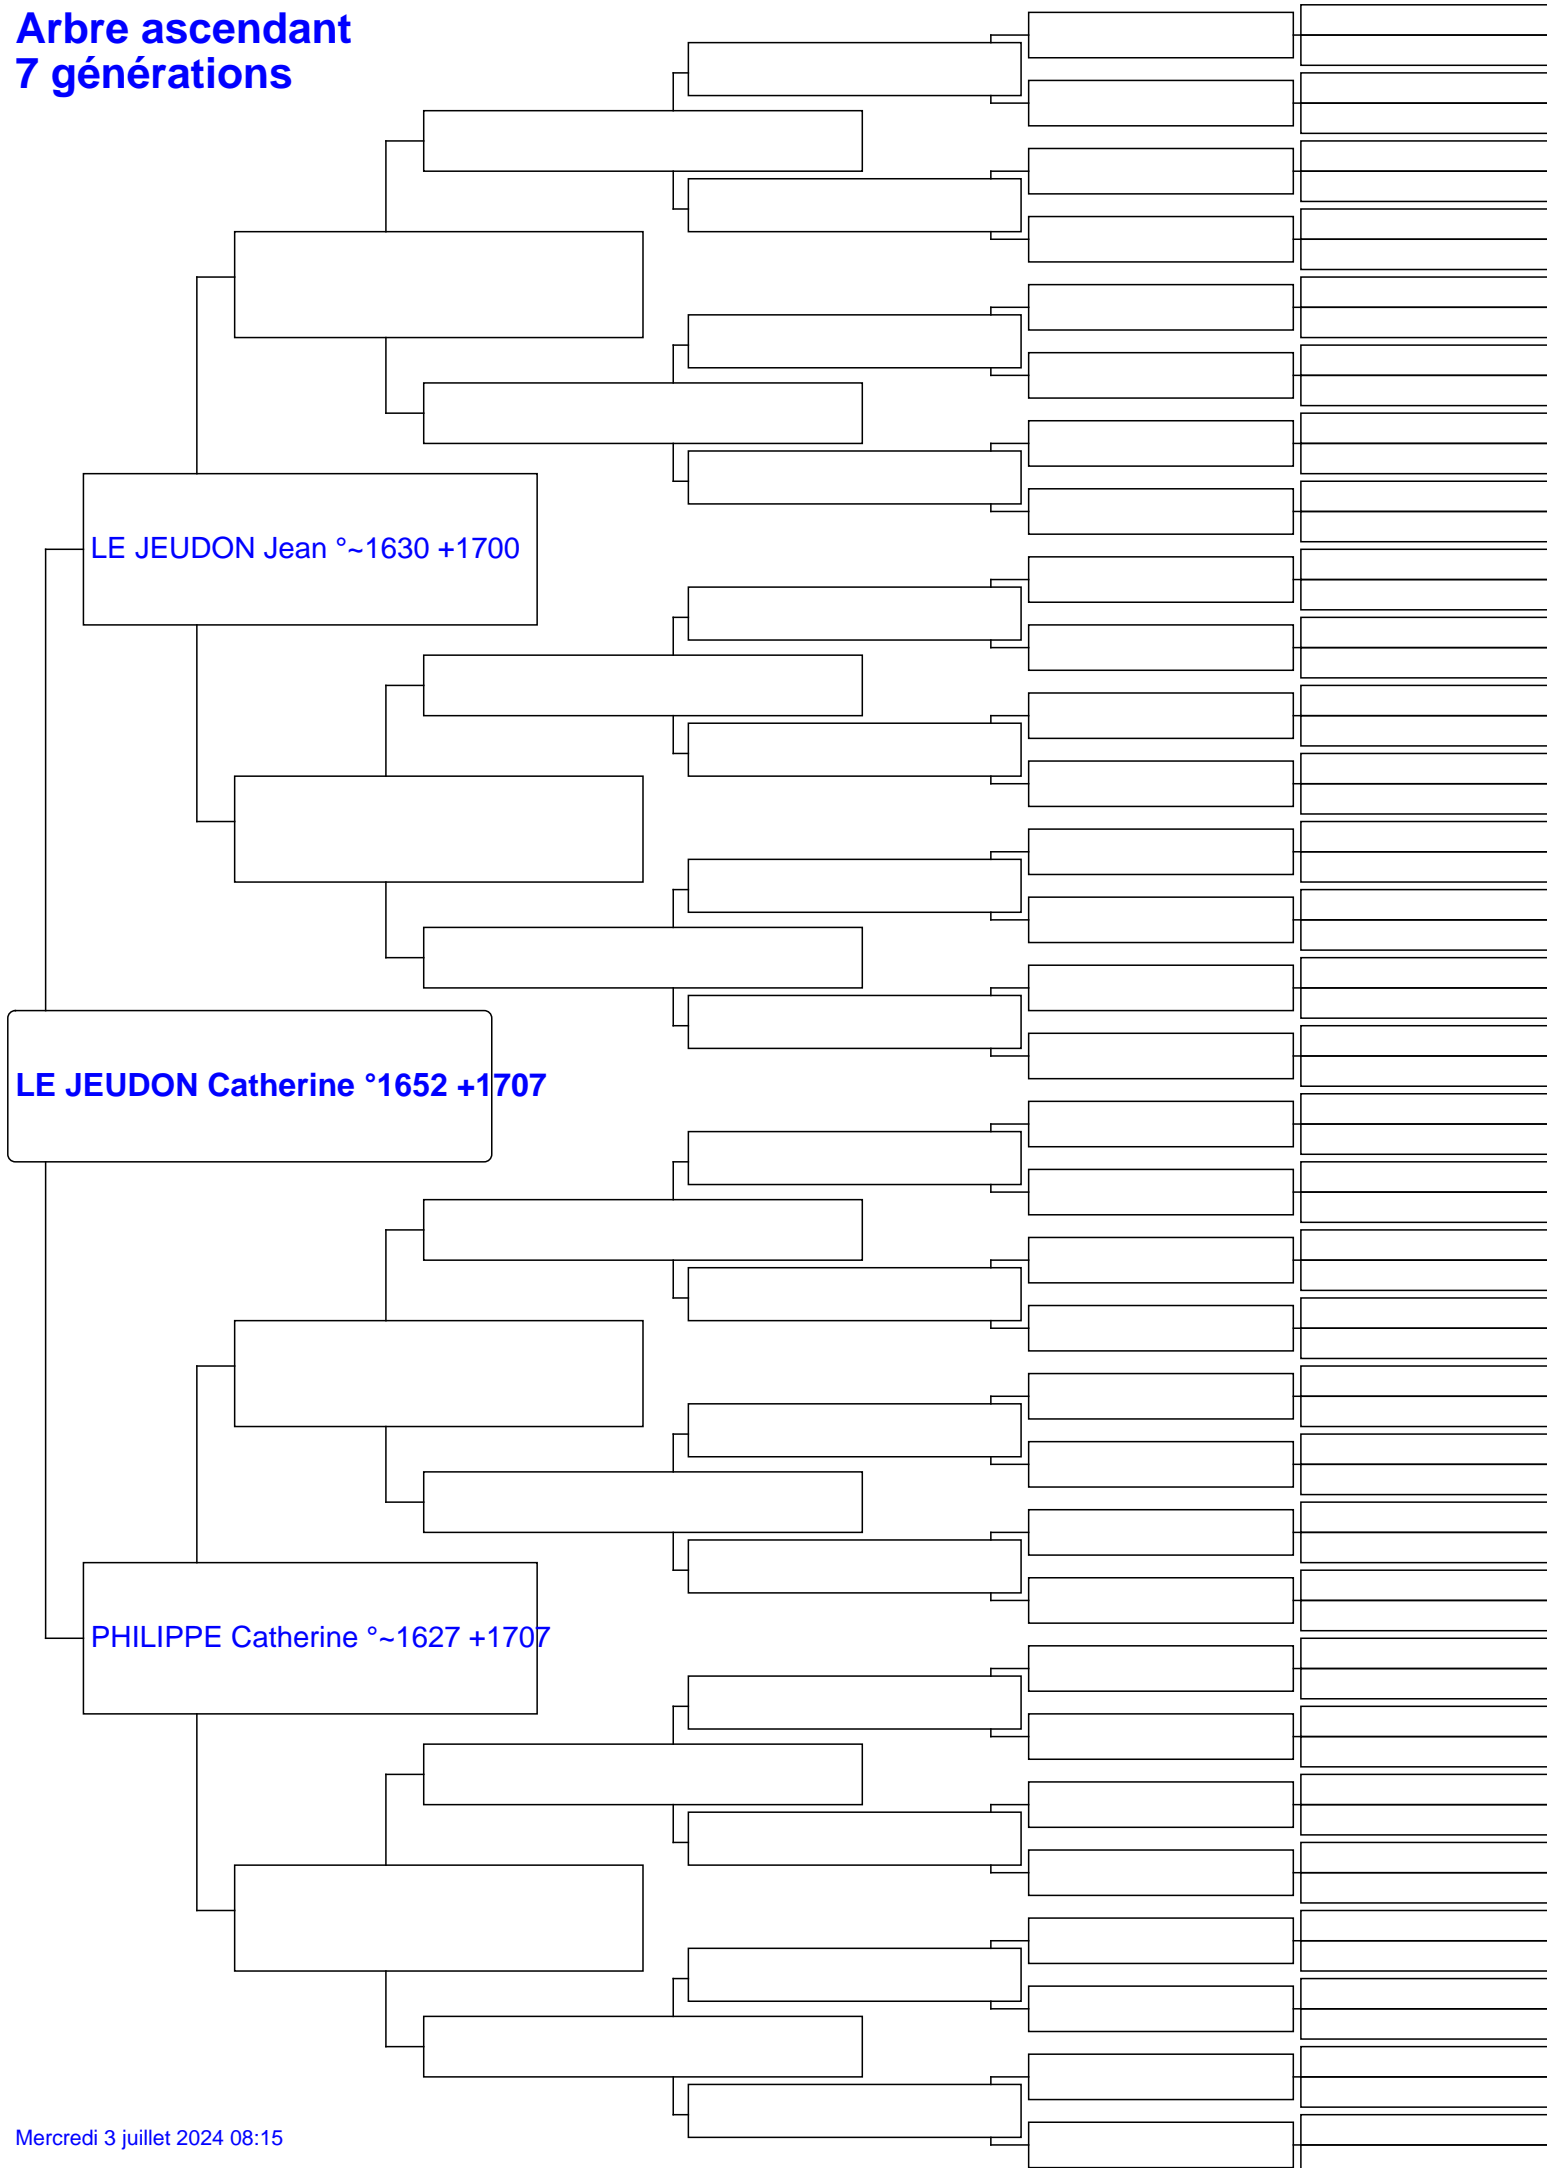 Arbre ascendant
7 générations
LE JEUDON Jean °~1630 +1700
LE JEUDON Catherine °1652 +1707
PHILIPPE Catherine °~1627 +1707
Mercredi 3 juillet 2024 08:15